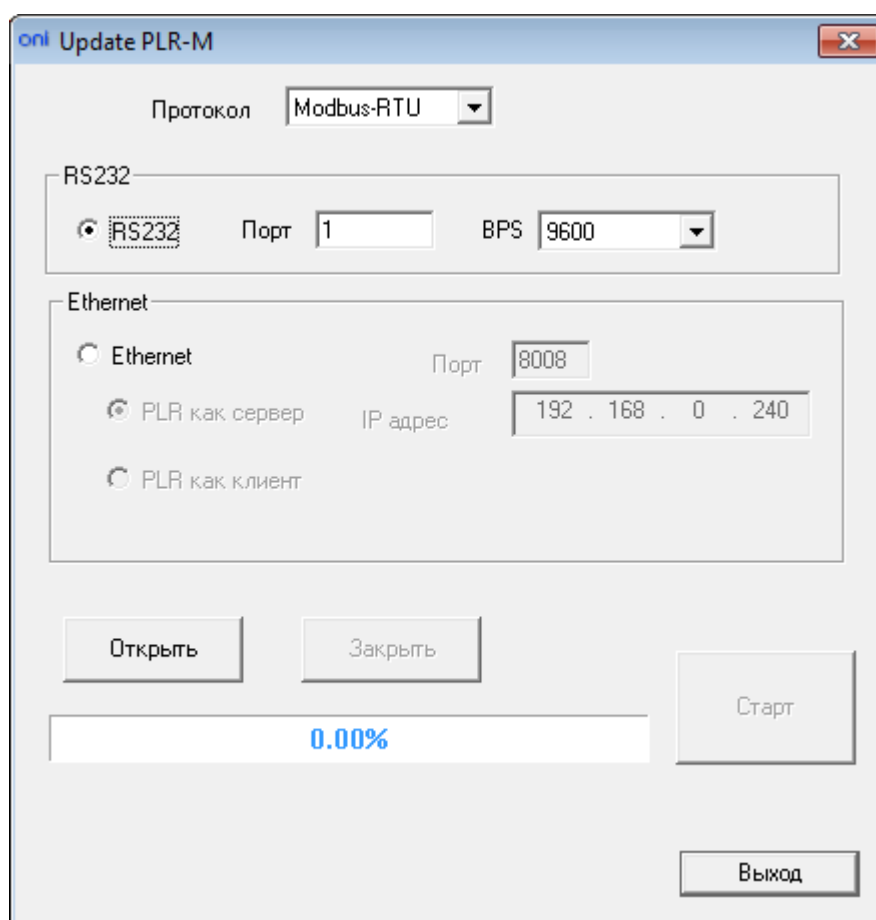 oni Update PLR-M
Протокол Modbus-RTU
RS232
RS232 Порт 1 BPS 9600
Ethernet
Ethernet Порт 8008
PLR как сервер IP адрес 192 . 168 . 0 . 240
PLR как клиент
Открыть Закрыть
Старт
0.00%
Выход